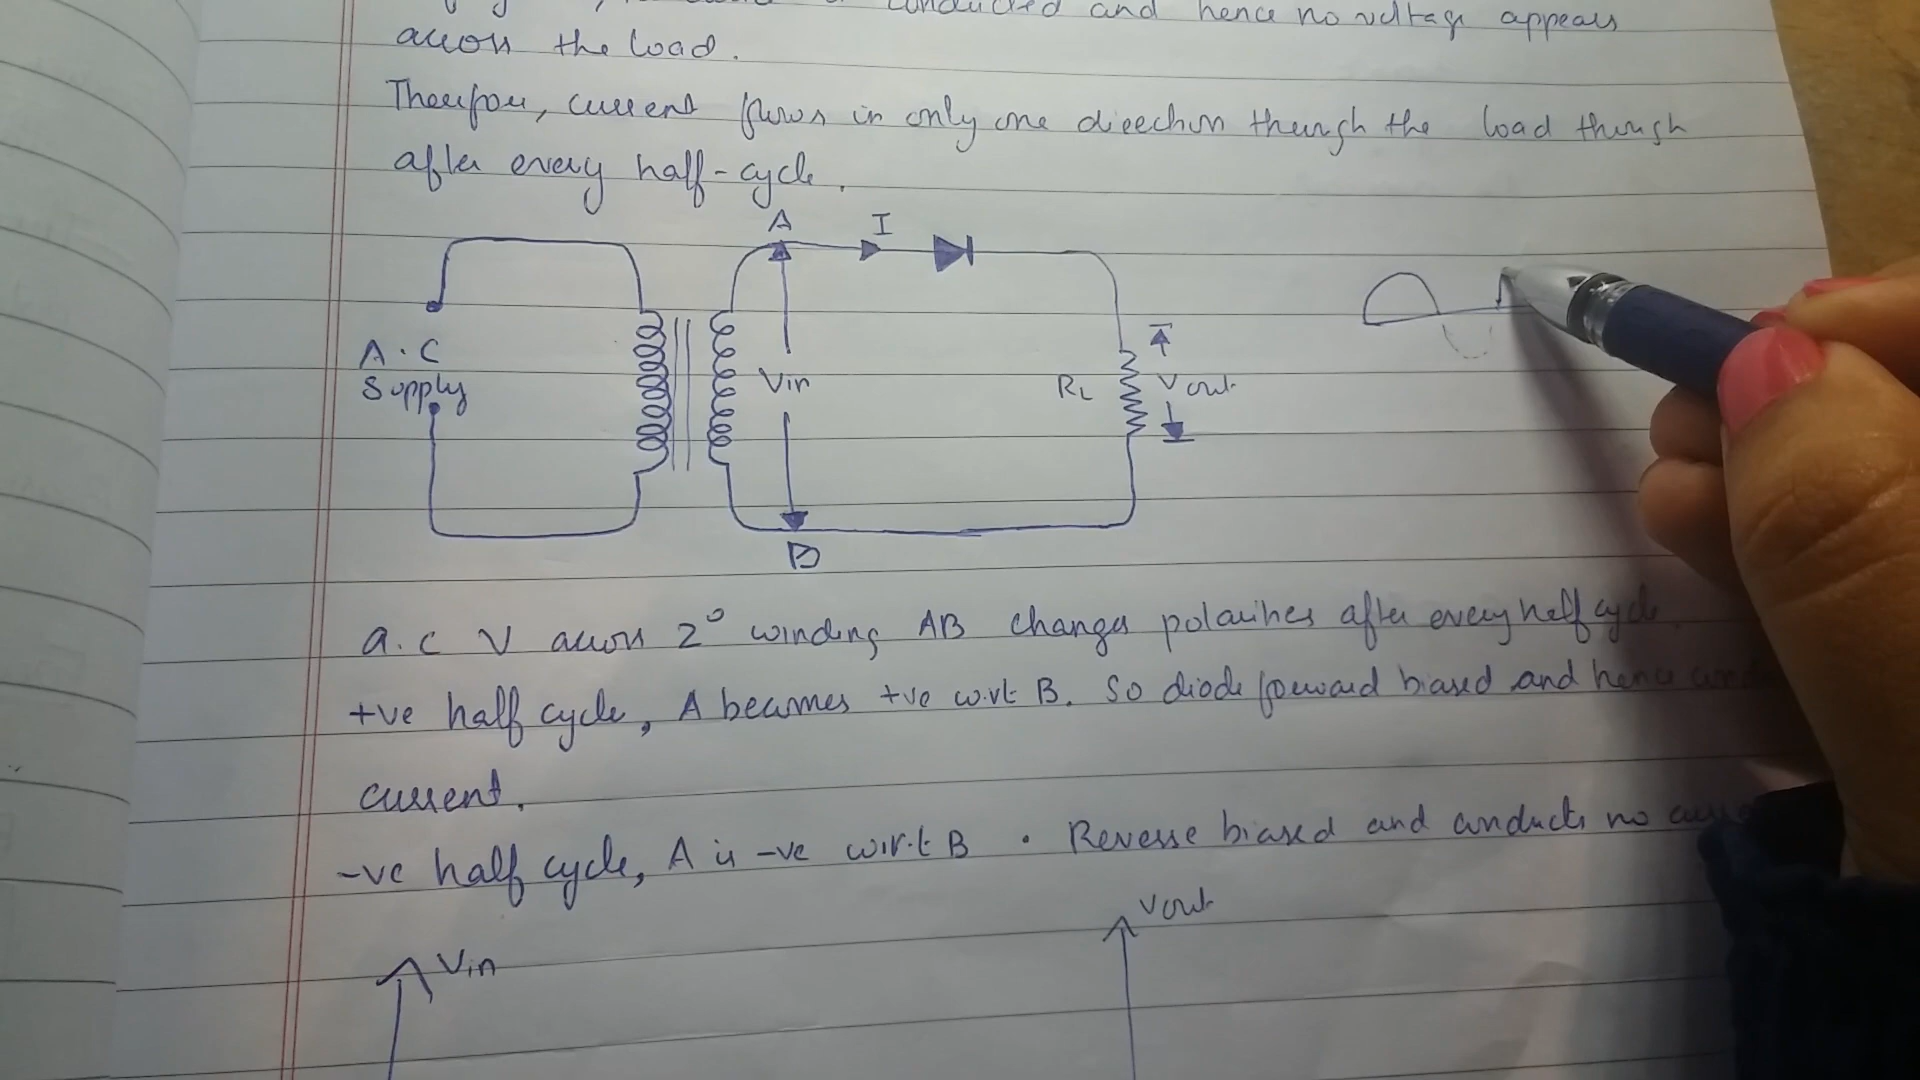 conducted and hence no voltage appears
across the load.
Therefore, current flows in only one direction through the load though
after every half-cycle.
A I
A.C
Supply
Vin
RL Vout
B
a.c V across 2° winding AB changes polarities after every half cycle
+ve half cycle, A becomes +ve w.r.t B. So diode forward biased and hence
current.
-ve half cycle, A is -ve w.r.t B. Reverse biased and conducts no
Vin
Vout